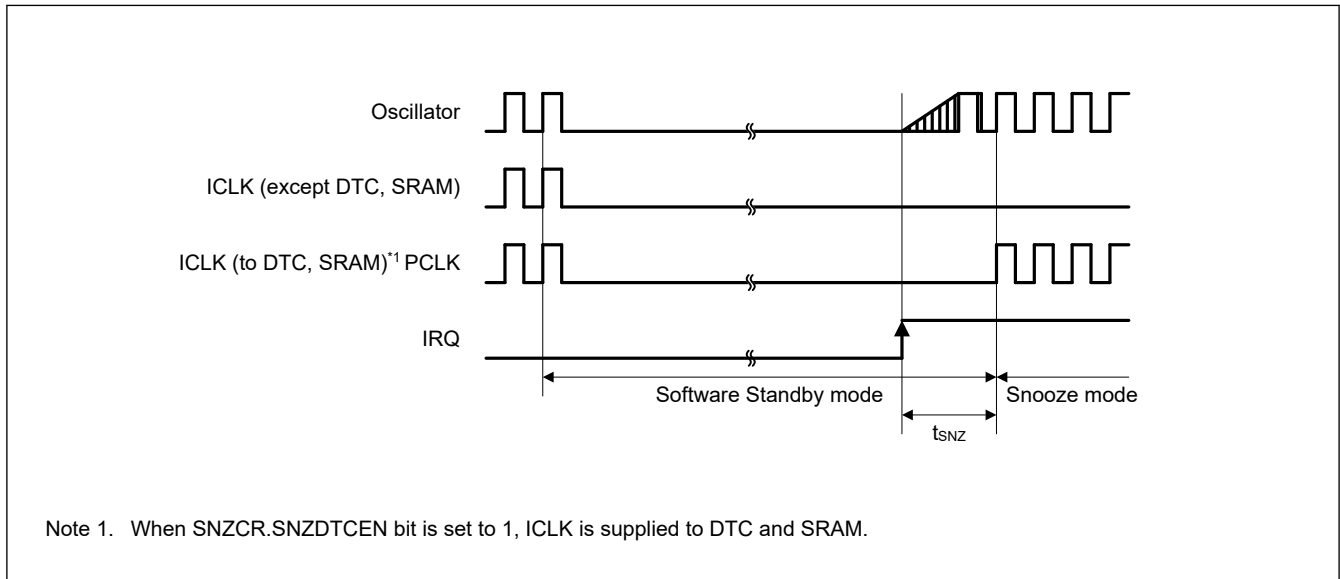 Oscillator
ICLK (except DTC, SRAM)
ICLK (to DTC, SRAM)*1 PCLK
IRQ
Software Standby mode
Snooze mode
tSNZ
Note 1. When SNZCR.SNZDTCEN bit is set to 1, ICLK is supplied to DTC and SRAM.